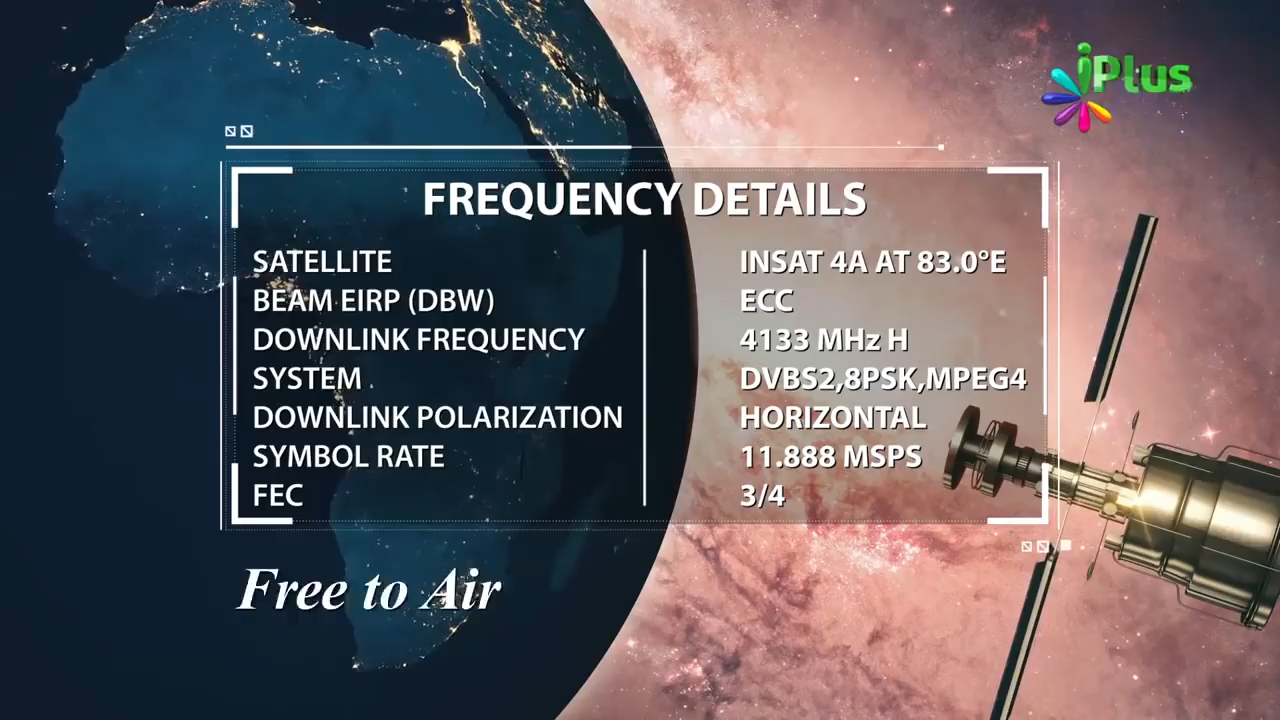 iPlus
FREQUENCY DETAILS
SATELLITE INSAT 4A AT 83.0°E
BEAM EIRP (DBW) ECC
DOWNLINK FREQUENCY 4133 MHz H
SYSTEM DVBS2,8PSK,MPEG4
DOWNLINK POLARIZATION HORIZONTAL
SYMBOL RATE 11.888 MSPS
FEC 3/4
Free to Air